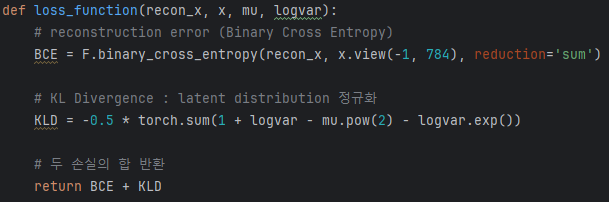 def loss_function(recon_x, x, mu, logvar):
# reconstruction error (Binary Cross Entropy)
BCE = F.binary_cross_entropy(recon_x, x.view(-1, 784), reduction='sum')
# KL Divergence : latent distribution 정규화
KLD = -0.5 * torch.sum(1 + logvar - mu.pow(2) - logvar.exp())
# 두 손실의 합 반환
return BCE + KLD